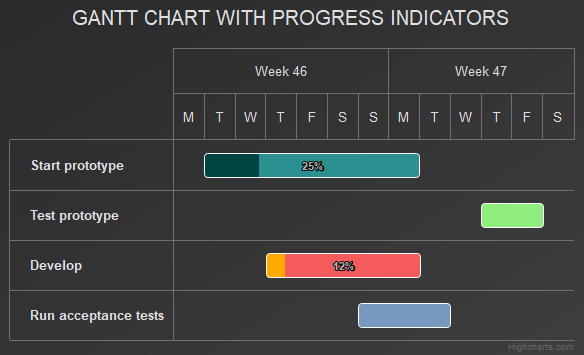 GANTT CHART WITH PROGRESS INDICATORS
Week 46 Week 47
M T W T F S S M T W T F S
Start prototype 25%
Test prototype
Develop 12%
Run acceptance tests
Highcharts.com